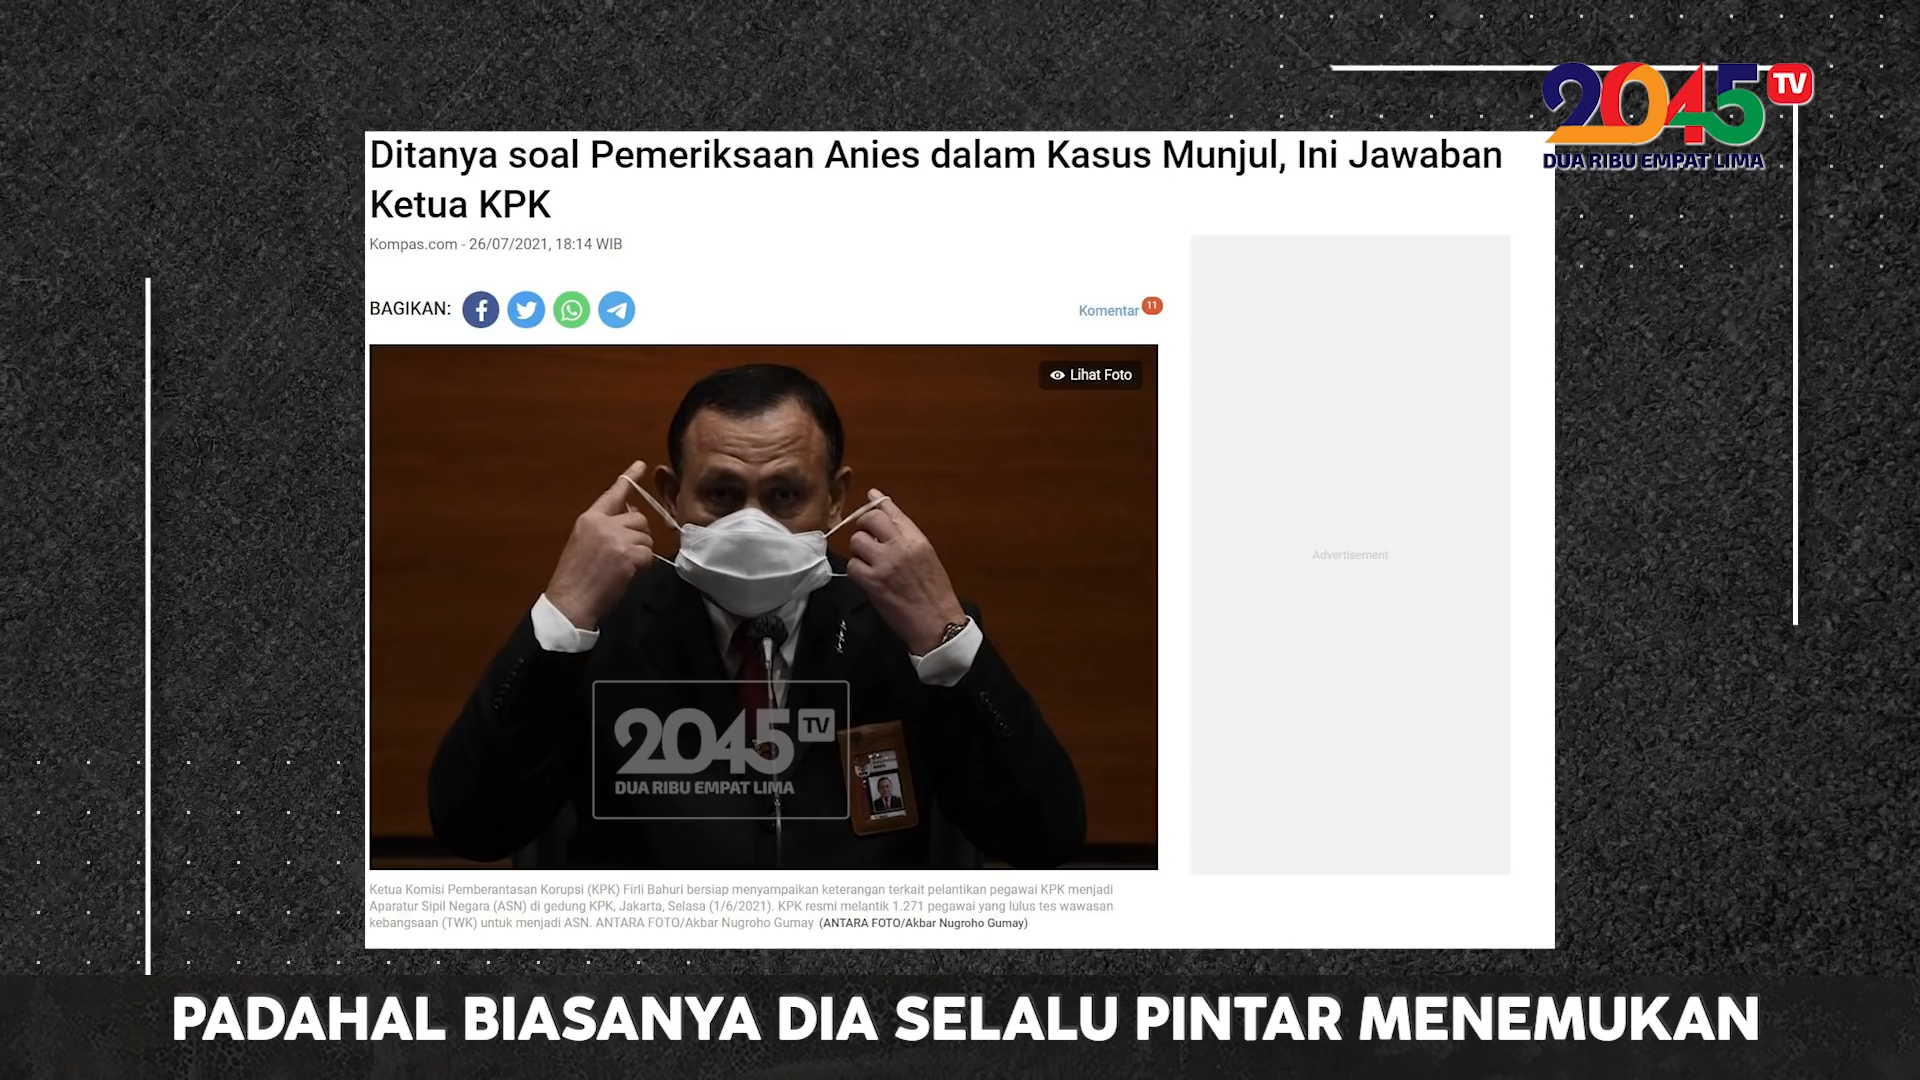 2045 TV
DUA RIBU EMPAT LIMA
Ditanya soal Pemeriksaan Anies dalam Kasus Munjul, Ini Jawaban
Ketua KPK
Kompas.com - 26/07/2021, 18:14 WIB
BAGIKAN:
Komentar 11
Lihat Foto
Advertisement
2045 TV
DUA RIBU EMPAT LIMA
Ketua Komisi Pemberantasan Korupsi (KPK) Firli Bahuri bersiap menyampaikan keterangan terkait pelantikan pegawai KPK menjadi
Aparatur Sipil Negara (ASN) di gedung KPK, Jakarta, Selasa (1/6/2021). KPK resmi melantik 1.271 pegawai yang lulus tes wawasan
kebangsaan (TWK) untuk menjadi ASN. ANTARA FOTO/Akbar Nugroho Gumay (ANTARA FOTO/Akbar Nugroho Gumay)
PADAHAL BIASANYA DIA SELALU PINTAR MENEMUKAN